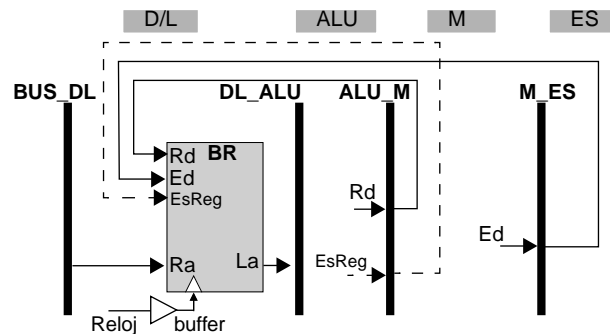 D/L ALU M ES
BUS_DL DL_ALU ALU_M M_ES
BR
Rd
Ed
EsReg
Rd
Ed
Ra La EsReg
Reloj buffer